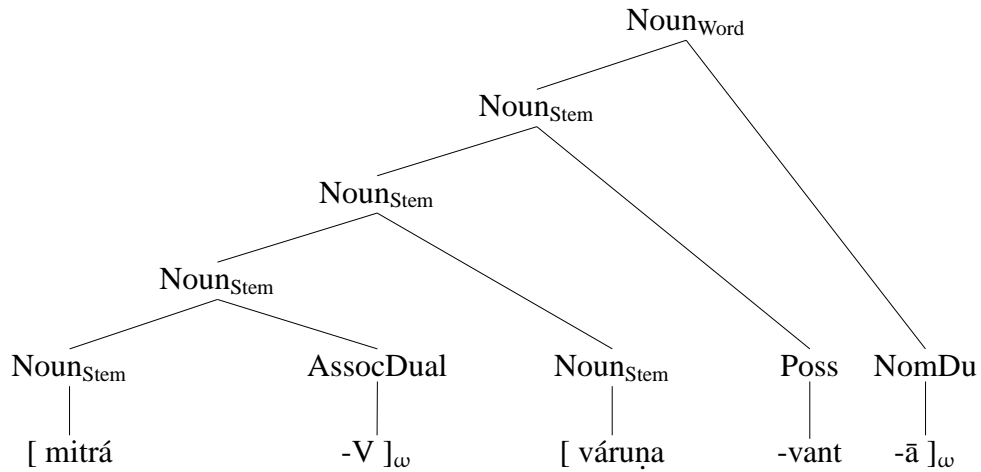 Noun_Word
Noun_Stem
Noun_Stem
Noun_Stem
Noun_Stem AssocDual Noun_Stem Poss NomDu
[ mitrá -V ]_ω [ váruṇa -vant -ā ]_ω